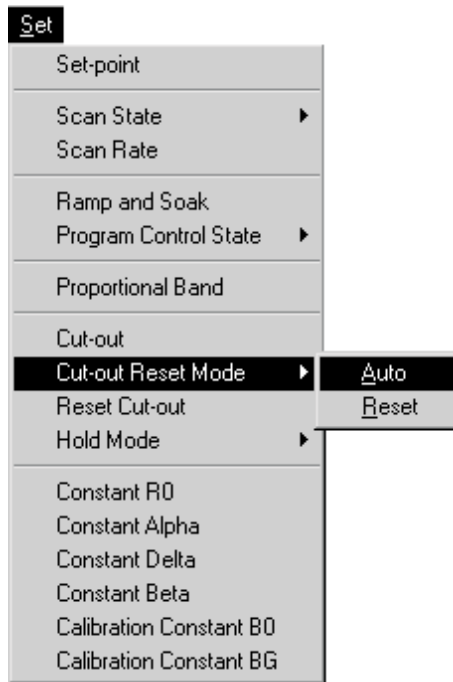 Set
Set-point
Scan State
Scan Rate
Ramp and Soak
Program Control State
Proportional Band
Cut-out
Cut-out Reset Mode
Auto
Reset Cut-out
Reset
Hold Mode
Constant R0
Constant Alpha
Constant Delta
Constant Beta
Calibration Constant B0
Calibration Constant BG